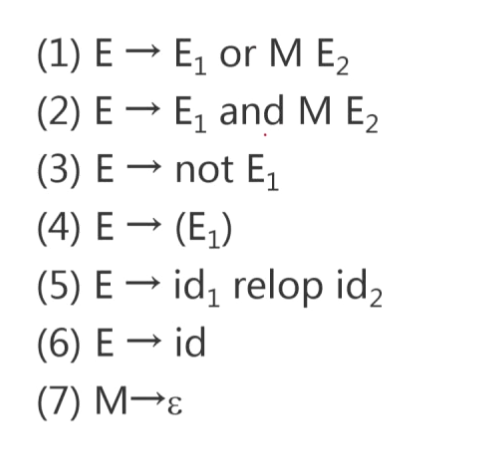 (1) E → E₁ or M E₂
(2) E → E₁ and M E₂
(3) E → not E₁
(4) E → (E₁)
(5) E → id₁ relop id₂
(6) E → id
(7) M→ε